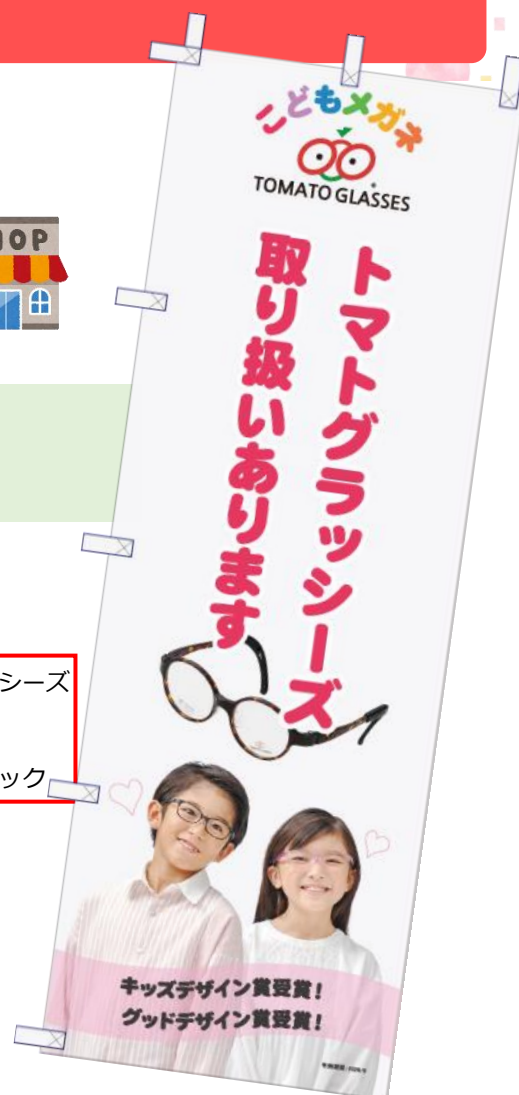 HOP
こどもメガネ
TOMATO GLASSES
トマトグラッシーズ
取り扱いあります
シーズ
ック
キッズデザイン賞受賞!
グッドデザイン賞受賞!